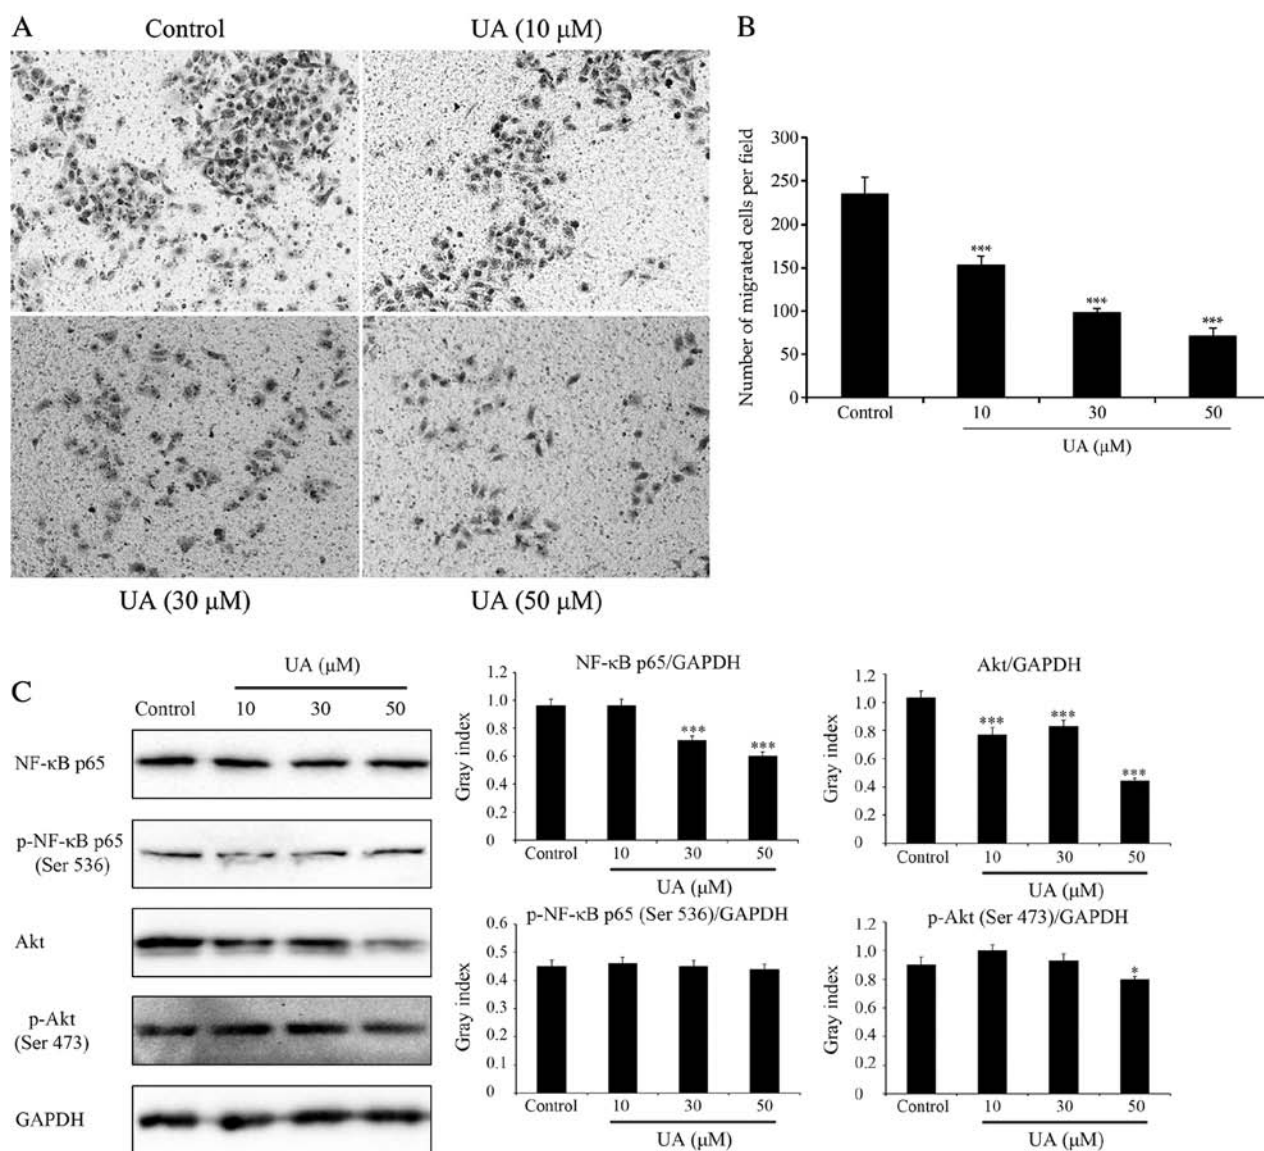 A
Control
UA (10 μM)
UA (30 μM)
UA (50 μM)
B
Number of migrated cells per field
300
250
200
150
100
50
0
***
***
***
Control
10
30
50
UA (μM)
C
UA (μM)
Control
10
30
50
NF-κB p65
p-NF-κB p65
(Ser 536)
Akt
p-Akt
(Ser 473)
GAPDH
NF-κB p65/GAPDH
Gray index
1.2
1.0
0.8
0.6
0.4
0.2
0
***
***
Control
10
30
50
UA (μM)
Akt/GAPDH
Gray index
1.2
1.0
0.8
0.6
0.4
0.2
0
***
***
***
Control
10
30
50
UA (μM)
p-NF-κB p65 (Ser 536)/GAPDH
Gray index
0.6
0.5
0.4
0.3
0.2
0.1
0
Control
10
30
50
UA (μM)
p-Akt (Ser 473)/GAPDH
Gray index
1.2
1.0
0.8
0.6
0.4
0.2
0
*
Control
10
30
50
UA (μM)